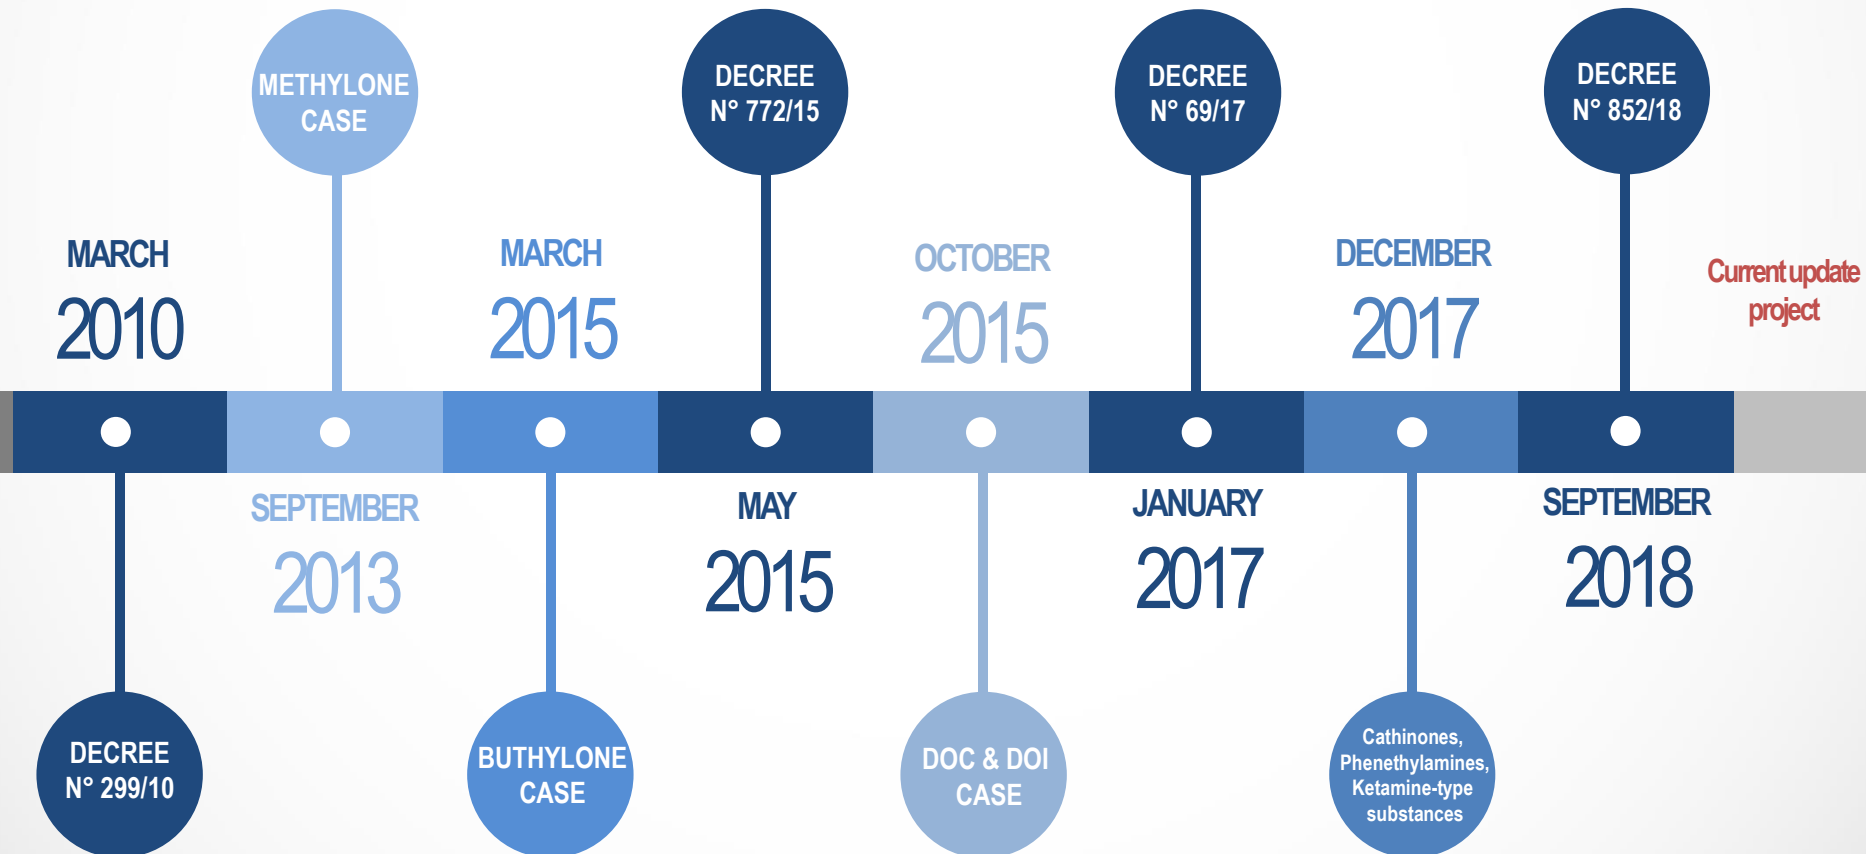 MARCH
2010
DECREE
N° 299/10
METHYLONE
CASE
SEPTEMBER
2013
MARCH
2015
BUTHYLONE
CASE
DECREE
N° 772/15
MAY
2015
OCTOBER
2015
DOC & DOI
CASE
DECREE
N° 69/17
JANUARY
2017
DECEMBER
2017
Cathinones,
Phenethylamines,
Ketamine-type
substances
DECREE
N° 852/18
SEPTEMBER
2018
Current update
project